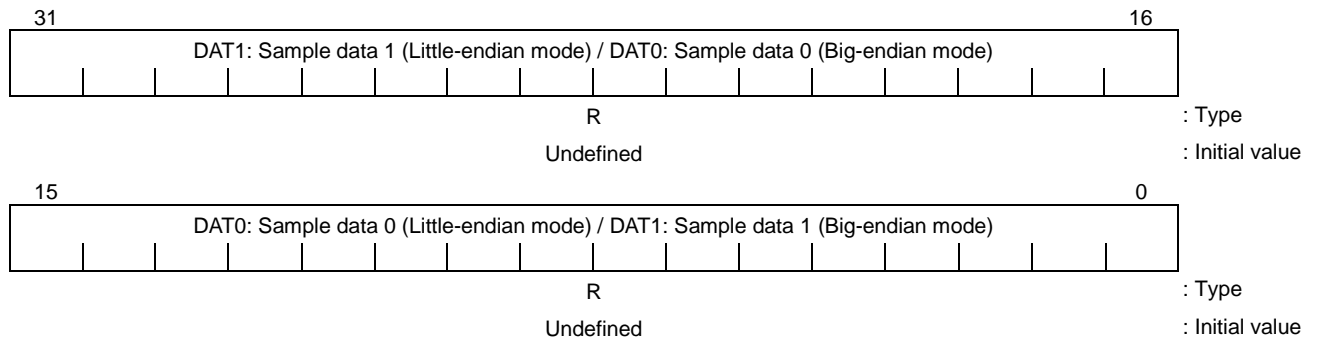 31 16
DAT1: Sample data 1 (Little-endian mode) / DAT0: Sample data 0 (Big-endian mode)
R : Type
Undefined : Initial value
15 0
DAT0: Sample data 0 (Little-endian mode) / DAT1: Sample data 1 (Big-endian mode)
R : Type
Undefined : Initial value